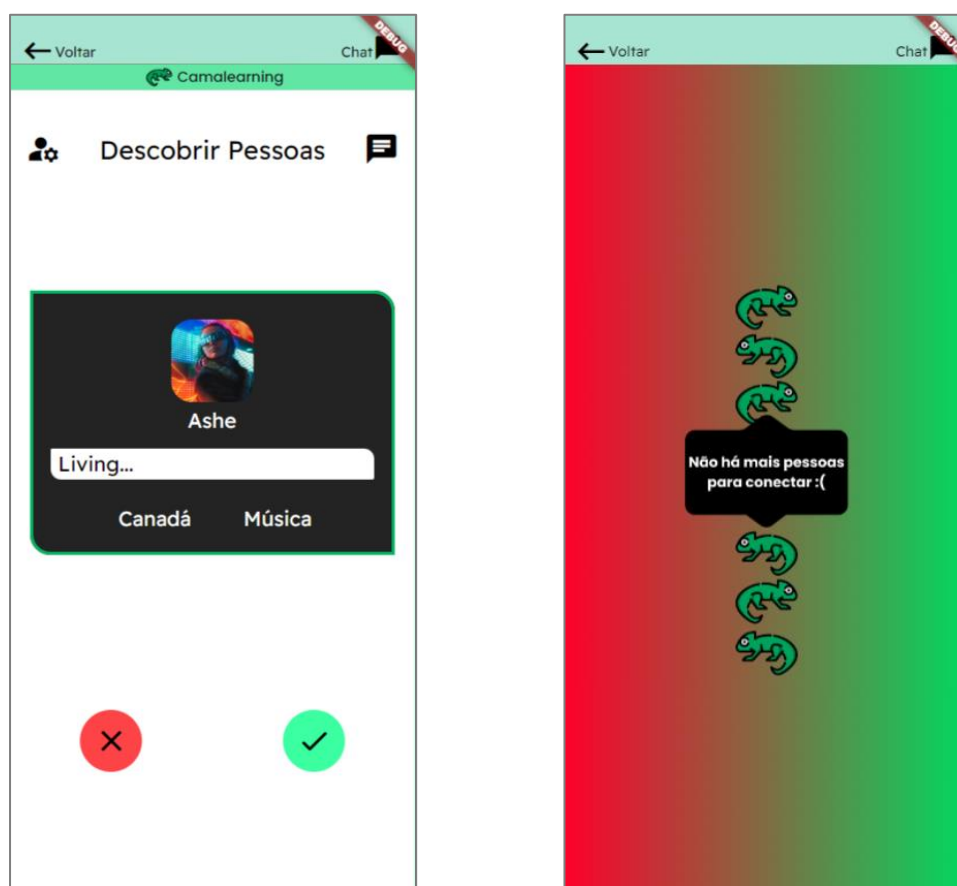 Voltar
Chat
DEBUG
Camalearning
Descobrir Pessoas
Ashe
Living...
Canadá Música
Voltar
Chat
DEBUG
Não há mais pessoas
para conectar :(